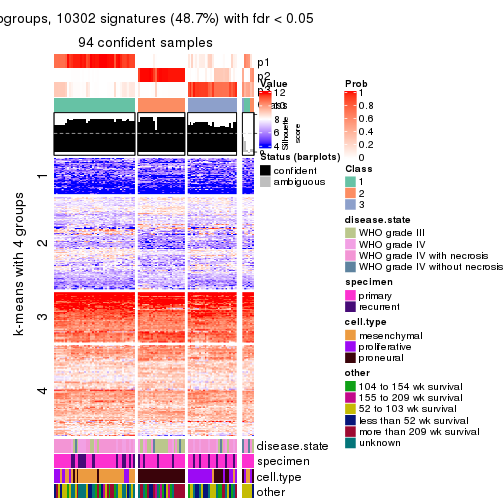 ogroups, 10302 signatures (48.7%) with fdr < 0.05
94 confident samples
p1
p2
Value
12
10
8
6
4
Silhouette
score
Status (barplots)
confident
ambiguous
k-means with 4 groups
1
2
3
4
Prob
1
0.8
0.6
0.4
0.2
0
Class
1
2
3
disease.state
WHO grade III
WHO grade IV
WHO grade IV with necrosis
WHO grade IV without necrosis
specimen
primary
recurrent
cell.type
mesenchymal
proliferative
proneural
other
104 to 154 wk survival
155 to 209 wk survival
52 to 103 wk survival
less than 52 wk survival
more than 209 wk survival
unknown
disease.state
specimen
cell.type
other